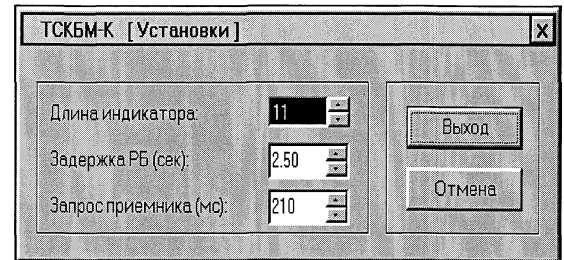 ТСКБМ-К [Установки]
Длина индикатора: 11
Задержка РБ (сек): 2.50
Запрос приемника (мс): 210
Выход
Отмена